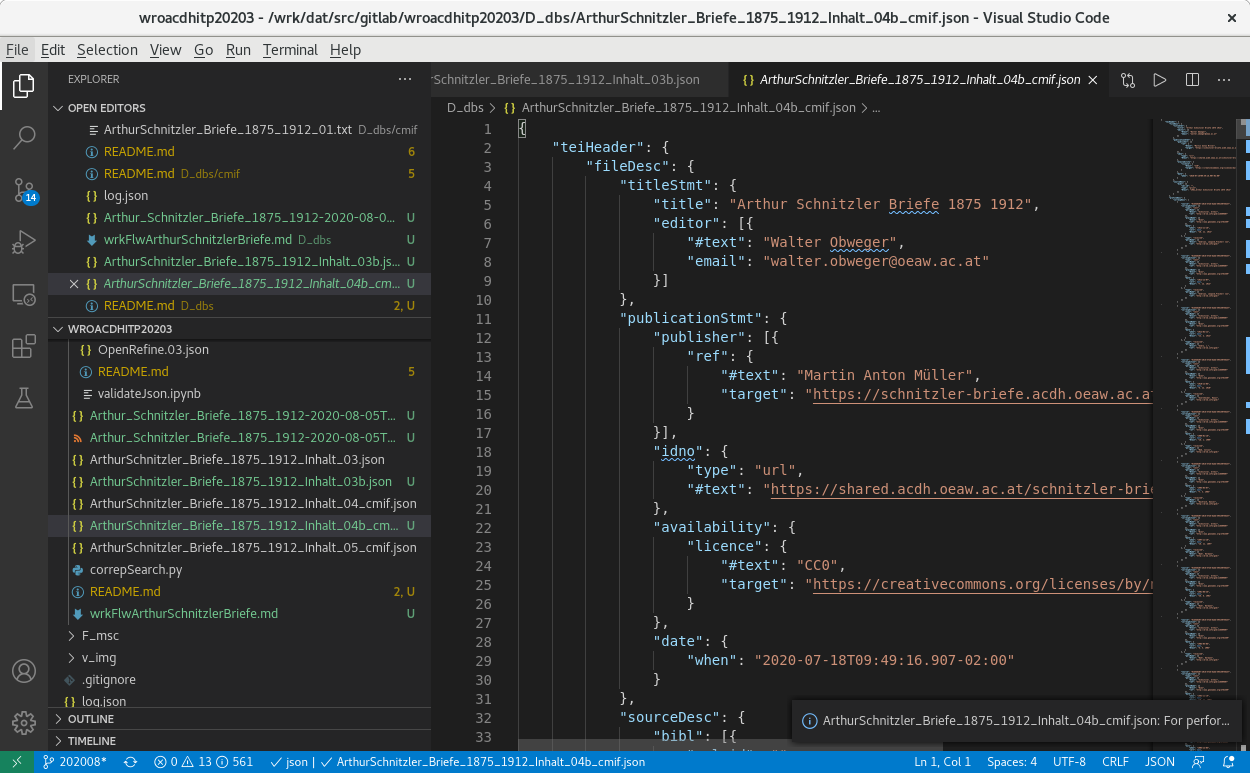 wroacdhitp20203 - /wrk/dat/src/gitlab/wroacdhitp20203/D_dbs/ArthurSchnitzler_Briefe_1875_1912_Inhalt_04b_cmif.json - Visual Studio Code
File Edit Selection View Go Run Terminal Help
EXPLORER ...
OPEN EDITORS
ArthurSchnitzler_Briefe_1875_1912_01.txt D_dbs/cmif
README.md 6
README.md D_dbs/cmif 5
{} log.json
{} Arthur_Schnitzler_Briefe_1875_1912-2020-08-0... U
wrkFlwArthurSchnitzlerBriefe.md D_dbs U
{} ArthurSchnitzler_Briefe_1875_1912_Inhalt_03b.js... U
{} ArthurSchnitzler_Briefe_1875_1912_Inhalt_04b_cm... U
README.md D_dbs 2, U
WROACDHITP20203
{} OpenRefine.03.json
README.md 5
validateJson.ipynb
{} Arthur_Schnitzler_Briefe_1875_1912-2020-08-05T... U
Arthur_Schnitzler_Briefe_1875_1912-2020-08-05T... U
{} ArthurSchnitzler_Briefe_1875_1912_Inhalt_03.json
{} ArthurSchnitzler_Briefe_1875_1912_Inhalt_03b.json U
{} ArthurSchnitzler_Briefe_1875_1912_Inhalt_04_cmif.json
{} ArthurSchnitzler_Briefe_1875_1912_Inhalt_04b_cm... U
{} ArthurSchnitzler_Briefe_1875_1912_Inhalt_05_cmif.json
correpSearch.py
README.md 2, U
wrkFlwArthurSchnitzlerBriefe.md U
F_msc
v_img
.gitignore
{} log.json
OUTLINE
TIMELINE
14
Schnitzler_Briefe_1875_1912_Inhalt_03b.json {} ArthurSchnitzler_Briefe_1875_1912_Inhalt_04b_cmif.json ...
D_dbs > {} ArthurSchnitzler_Briefe_1875_1912_Inhalt_04b_cmif.json > ...
1 {
2 "teiHeader": {
3 "fileDesc": {
4 "titleStmt": {
5 "title": "Arthur Schnitzler Briefe 1875 1912",
6 "editor": [{
7 "#text": "Walter Obweger",
8 "email": "walter.obweger@oeaw.ac.at"
9 }]
10 },
11 "publicationStmt": {
12 "publisher": [{
13 "ref": {
14 "#text": "Martin Anton Müller",
15 "target": "https://schnitzler-briefe.acdh.oeaw.ac.at
16 }
17 }],
18 "idno": {
19 "type": "url",
20 "#text": "https://shared.acdh.oeaw.ac.at/schnitzler-brie
21 },
22 "availability": {
23 "licence": {
24 "#text": "CC0",
25 "target": "https://creativecommons.org/licenses/by/
26 }
27 },
28 "date": {
29 "when": "2020-07-18T09:49:16.907-02:00"
30 }
31 },
32 "sourceDesc": {
33 "bibl": [{
ArthurSchnitzler_Briefe_1875_1912_Inhalt_04b_cmif.json: For perfor...
202008* 0 13 561 json | ArthurSchnitzler_Briefe_1875_1912_Inhalt_04b_cmif.json Ln 1, Col 1 Spaces: 4 UTF-8 CRLF JSON